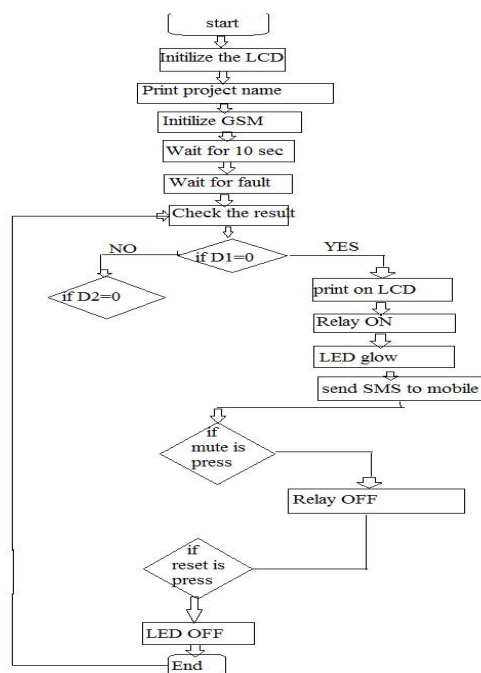 start
Initilize the LCD
Print project name
Initilize GSM
Wait for 10 sec
Wait for fault
Check the result
NO
if D1=0
YES
if D2=0
print on LCD
Relay ON
LED glow
send SMS to mobile
if
mute is
press
Relay OFF
if
reset is
press
LED OFF
End